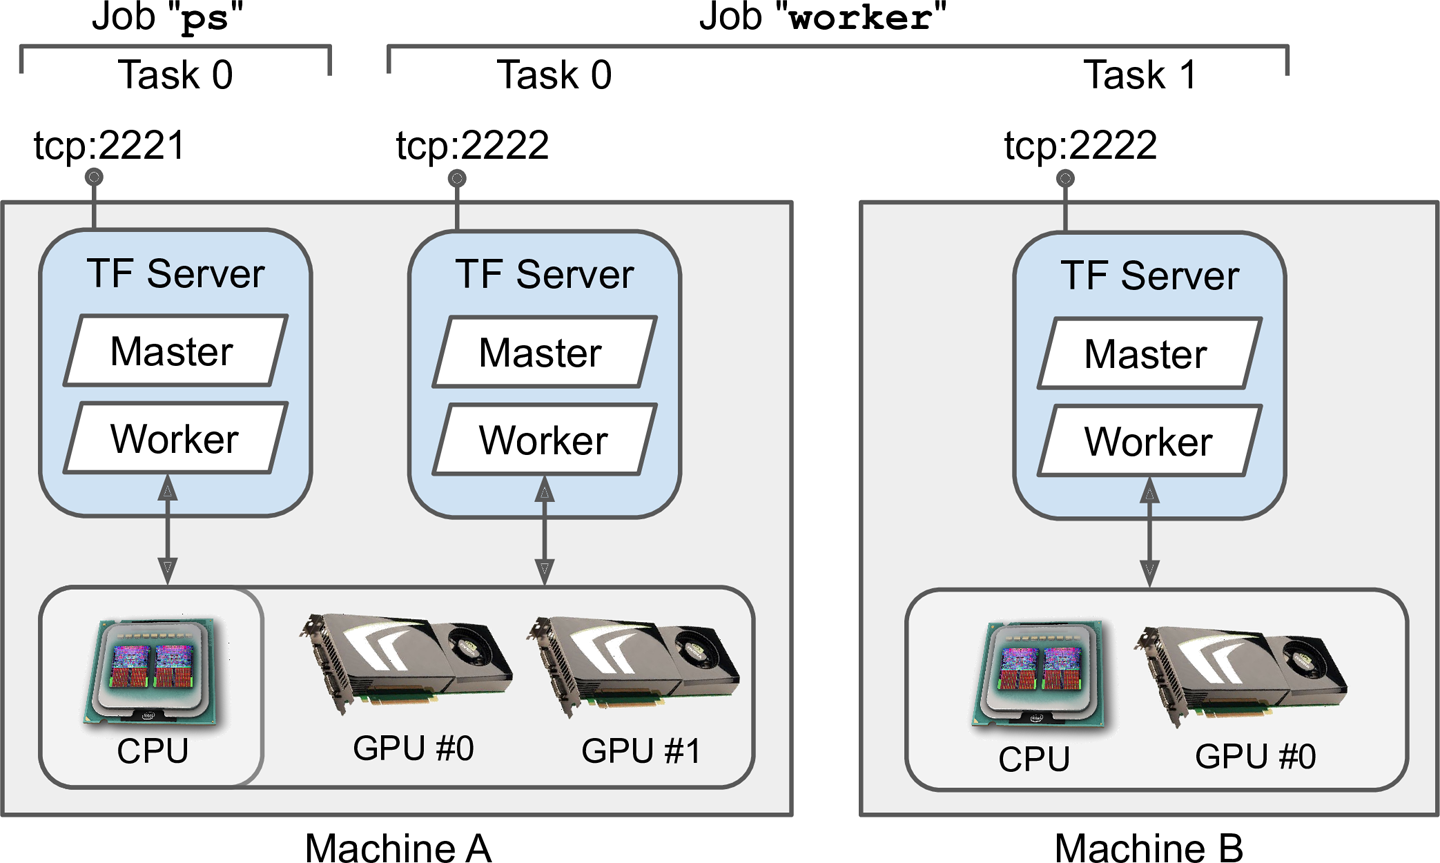 Job "ps"
Job "worker"
Task 0
Task 0
Task 1
tcp:2221
tcp:2222
tcp:2222
TF Server
Master
Worker
TF Server
Master
Worker
TF Server
Master
Worker
CPU
GPU #0
GPU #1
CPU
GPU #0
Machine A
Machine B